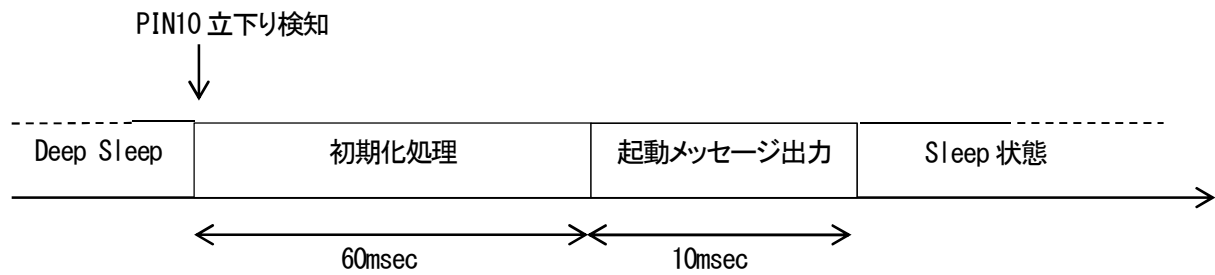 PIN10 立下り検知
Deep Sleep
初期化処理
起動メッセージ出力
Sleep 状態
60msec
10msec